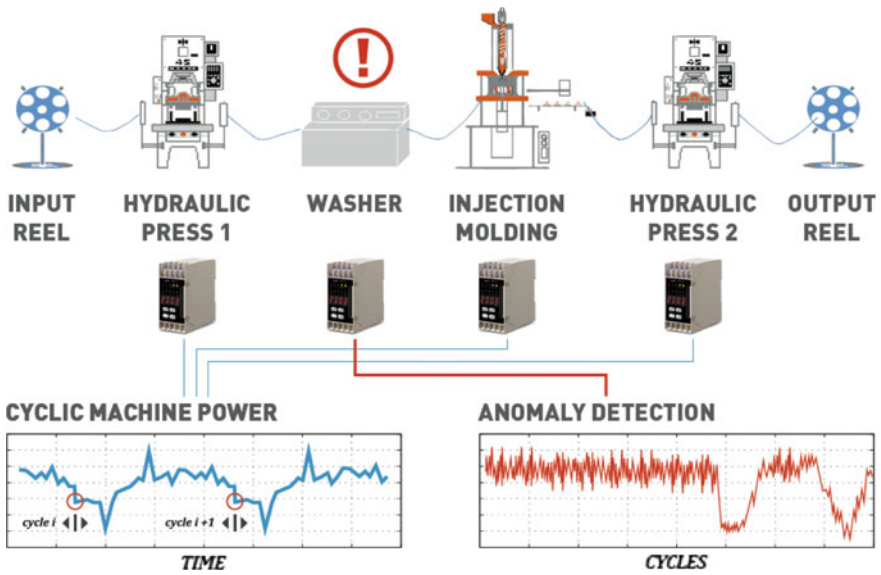 INPUT
REEL
HYDRAULIC
PRESS 1
WASHER
INJECTION
MOLDING
HYDRAULIC
PRESS 2
OUTPUT
REEL
CYCLIC MACHINE POWER
ANOMALY DETECTION
cycle i
cycle i +1
TIME
CYCLES